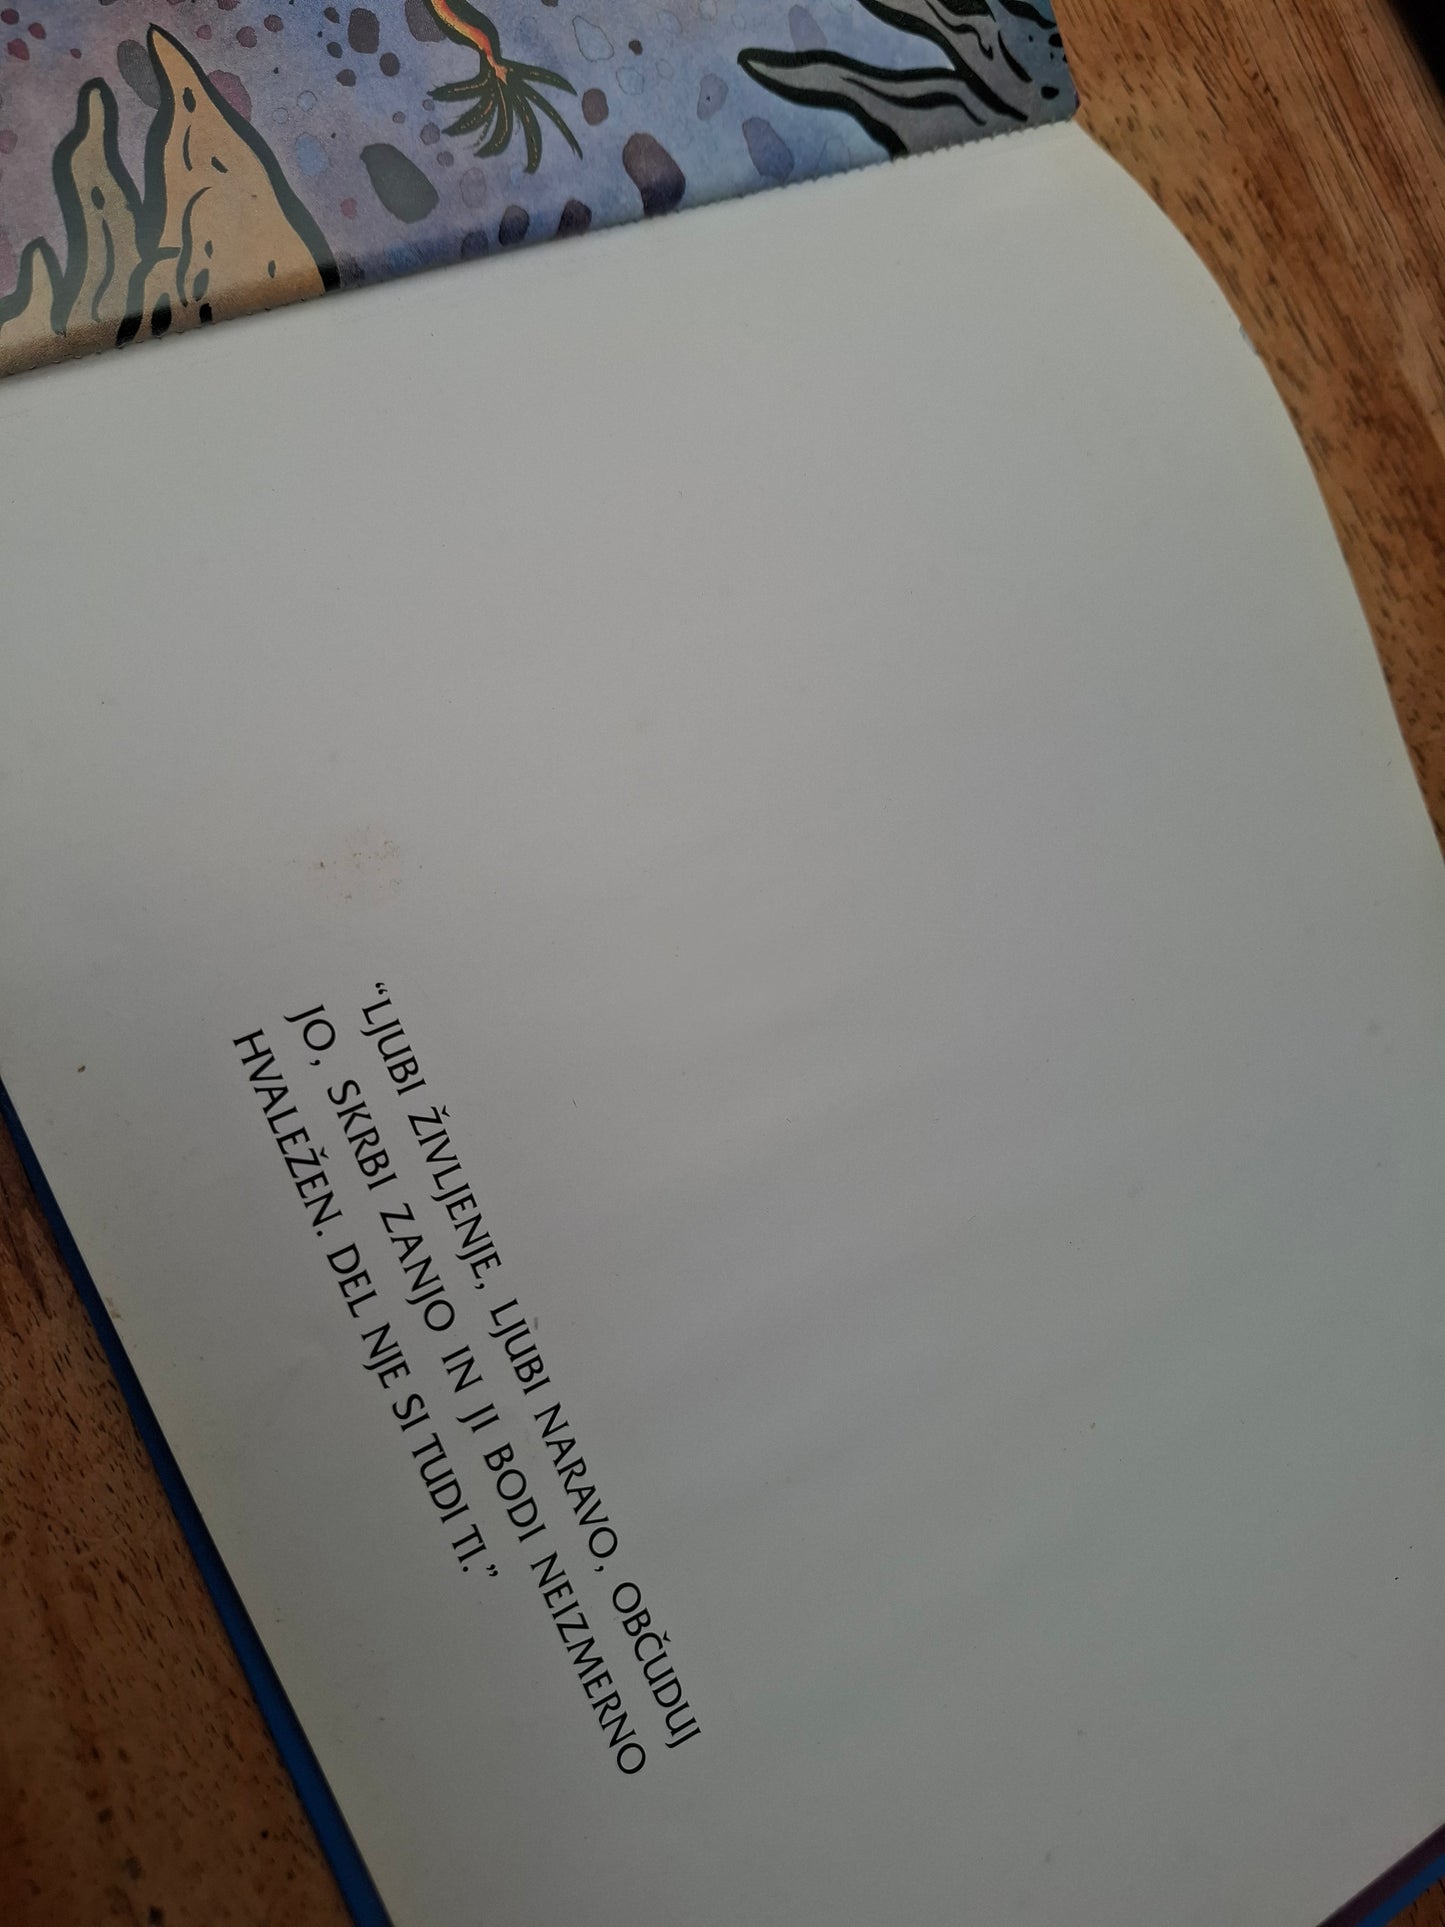 “LJUBI ŽIVLJENJE, LJUBI NARAVO, OBČUDUJ
JO, SKRBI ZANJO IN JI BODI NEIZMERNO
HVALEŽEN. DEL NJE SI TUDI TI.”